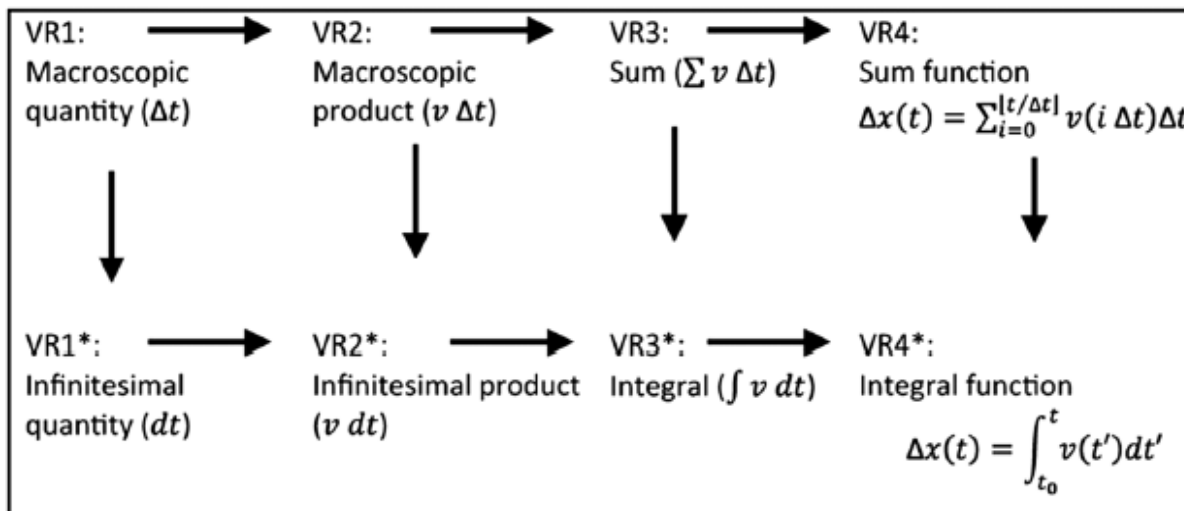 VR1:
Macroscopic
quantity (Δt)
VR2:
Macroscopic
product (v Δt)
VR3:
Sum (∑ v Δt)
VR4:
Sum function
Δx(t) = ∑_{i=0}^{⌊t/Δt⌋} v(i Δt)Δt
VR1*:
Infinitesimal
quantity (dt)
VR2*:
Infinitesimal product
(v dt)
VR3*:
Integral (∫ v dt)
VR4*:
Integral function
Δx(t) = ∫_{t₀}^{t} v(t′)dt′